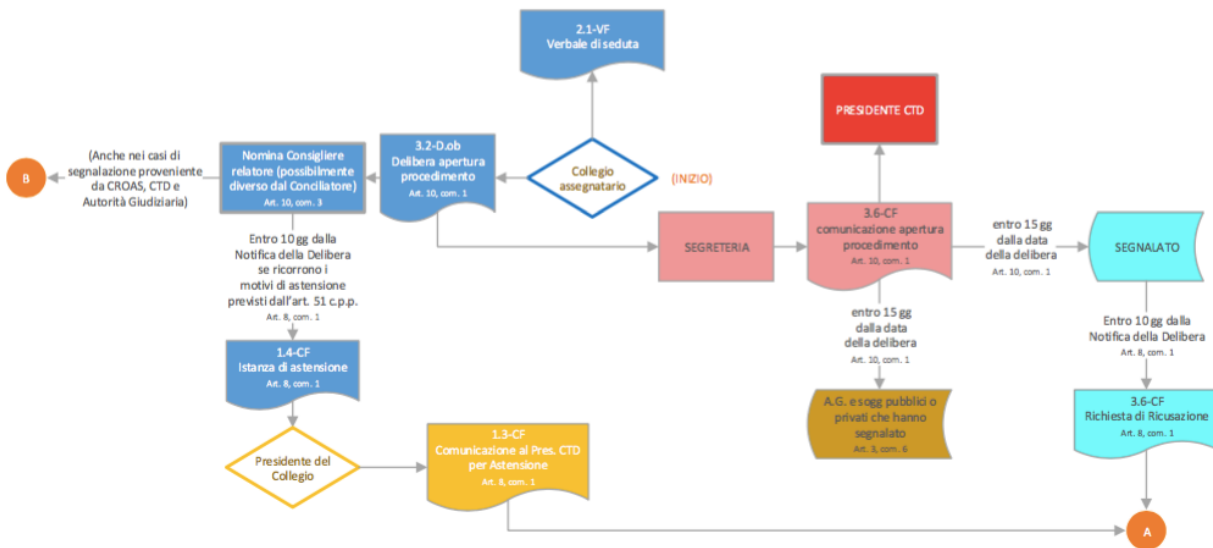 2.1-VF
Verbale di seduta
PRESIDENTE CTD
B
(Anche nei casi di
segnalazione proveniente
da CROAS, CTD e
Autorità Giudiziaria)
Nomina Consigliere
relatore (possibilmente
diverso dal Conciliatore)
Art. 10, com. 3
3.2-D.ob
Delibera apertura
procedimento
Art. 10, com. 1
Collegio
assegnatario
(INIZIO)
SEGRETERIA
3.6-CF
comunicazione apertura
procedimento
Art. 10, com. 1
entro 15 gg
dalla data
della delibera
Art. 10, com. 1
SEGNALATO
Entro 10 gg dalla
Notifica della Delibera
se ricorrono i
motivi di astensione
previsti dall'art. 51 c.p.p.
Art. 8, com. 1
entro 15 gg
dalla data
della delibera
Art. 10, com. 1
Entro 10 gg dalla
Notifica della Delibera
Art. 8, com. 1
1.4-CF
Istanza di astensione
Art. 8, com. 1
A.G. e sogg pubblici o
privati che hanno
segnalato
Art. 3, com. 6
3.6-CF
Richiesta di Ricusazione
Art. 8, com. 1
Presidente del
Collegio
1.3-CF
Comunicazione al Pres. CTD
per Astensione
Art. 8, com. 1
A